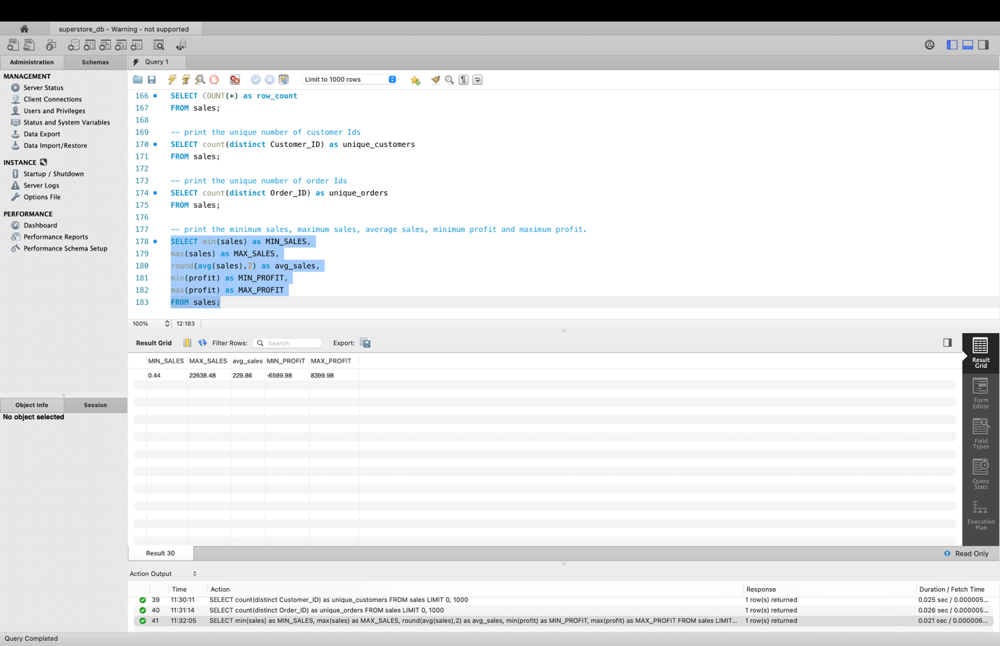 superstore_db - Warning - not supported
Administration
Schemas
Query 1
MANAGEMENT
Server Status
Client Connections
Users and Privileges
Status and System Variables
Data Export
Data Import/Restore
INSTANCE
Startup / Shutdown
Server Logs
Options File
PERFORMANCE
Dashboard
Performance Reports
Performance Schema Setup
Object Info
Session
No object selected
Limit to 1000 rows
166 SELECT COUNT(*) as row_count
167 FROM sales;
168
169 -- print the unique number of customer Ids
170 SELECT count(distinct Customer_ID) as unique_customers
171 FROM sales;
172
173 -- print the unique number of order Ids
174 SELECT count(distinct Order_ID) as unique_orders
175 FROM sales;
176
177 -- print the minimum sales, maximum sales, average sales, minimum profit and maximum profit.
178 SELECT min(sales) as MIN_SALES,
179 max(sales) as MAX_SALES,
180 round(avg(sales),2) as avg_sales,
181 min(profit) as MIN_PROFIT,
182 max(profit) as MAX_PROFIT
183 FROM sales;
100% 12:183
Result Grid Filter Rows: Search Export:
MIN_SALES MAX_SALES avg_sales MIN_PROFIT MAX_PROFIT
0.44 22638.48 229.86 -6599.98 8399.98
Result
Grid
Form
Editor
Field
Types
Query
Stats
Execution
Plan
Result 30
Read Only
Action Output
Time Action Response Duration / Fetch Time
39 11:30:11 SELECT count(distinct Customer_ID) as unique_customers FROM sales LIMIT 0, 1000 1 row(s) returned 0.025 sec / 0.000005...
40 11:31:14 SELECT count(distinct Order_ID) as unique_orders FROM sales LIMIT 0, 1000 1 row(s) returned 0.026 sec / 0.000005...
41 11:32:05 SELECT min(sales) as MIN_SALES, max(sales) as MAX_SALES, round(avg(sales),2) as avg_sales, min(profit) as MIN_PROFIT, max(profit) as MAX_PROFIT FROM sales LIMIT... 1 row(s) returned 0.021 sec / 0.000006...
Query Completed